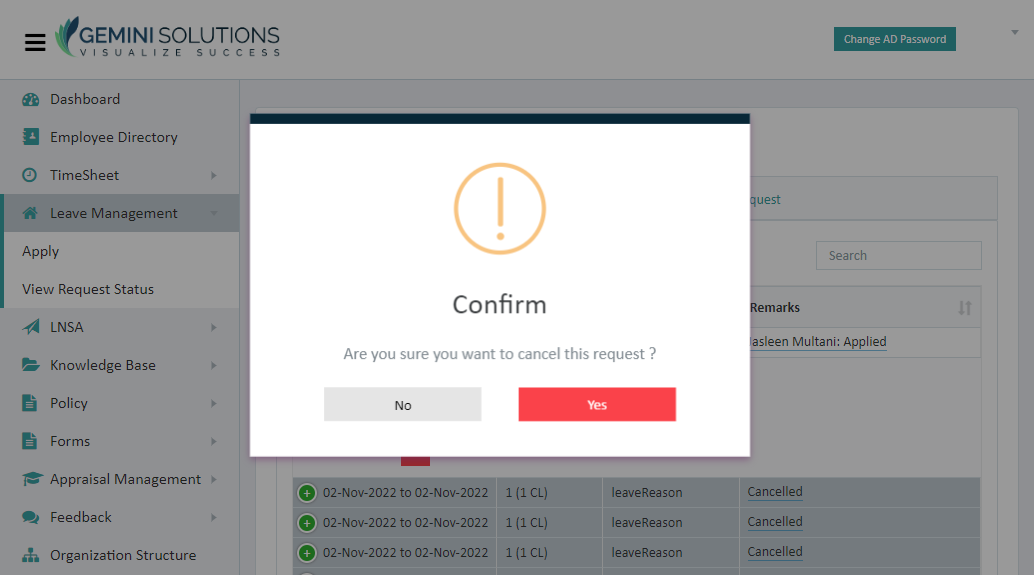 GEMINI SOLUTIONS
VISUALIZE SUCCESS
Change AD Password
Dashboard
Employee Directory
TimeSheet
Leave Management
Apply
View Request Status
LNSA
Knowledge Base
Policy
Forms
Appraisal Management
Feedback
Organization Structure
quest
Search
Remarks
asleen Multani: Applied
Confirm
Are you sure you want to cancel this request ?
No
Yes
02-Nov-2022 to 02-Nov-2022 1 (1 CL) leaveReason Cancelled
02-Nov-2022 to 02-Nov-2022 1 (1 CL) leaveReason Cancelled
02-Nov-2022 to 02-Nov-2022 1 (1 CL) leaveReason Cancelled